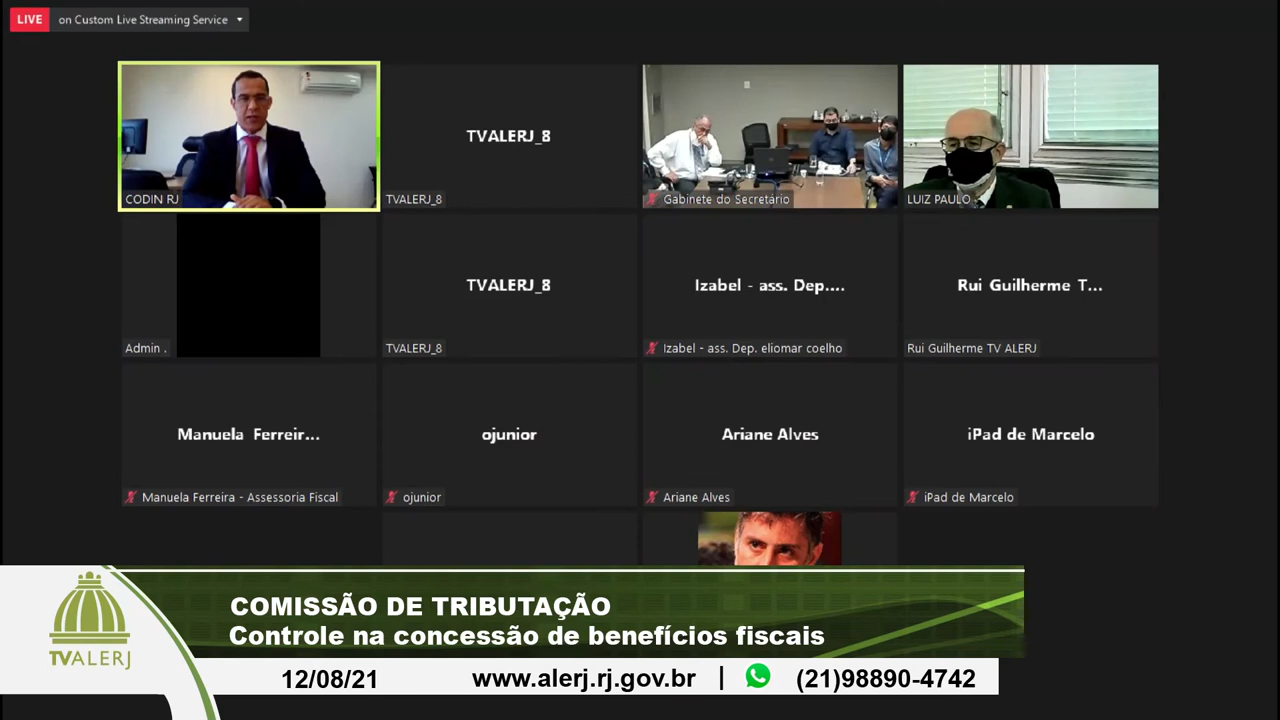 LIVE on Custom Live Streaming Service
CODIN RJ
TVALERJ_8
TVALERJ_8
Gabinete do Secretário
LUIZ PAULO
Admin .
TVALERJ_8
TVALERJ_8
Izabel - ass. Dep....
Izabel - ass. Dep. eliomar coelho
Rui Guilherme T...
Rui Guilherme TV ALERJ
Manuela Ferreir...
Manuela Ferreira - Assessoria Fiscal
ojunior
ojunior
Ariane Alves
Ariane Alves
iPad de Marcelo
iPad de Marcelo
TVALERJ
COMISSÃO DE TRIBUTAÇÃO
Controle na concessão de benefícios fiscais
12/08/21 www.alerj.rj.gov.br | (21)98890-4742